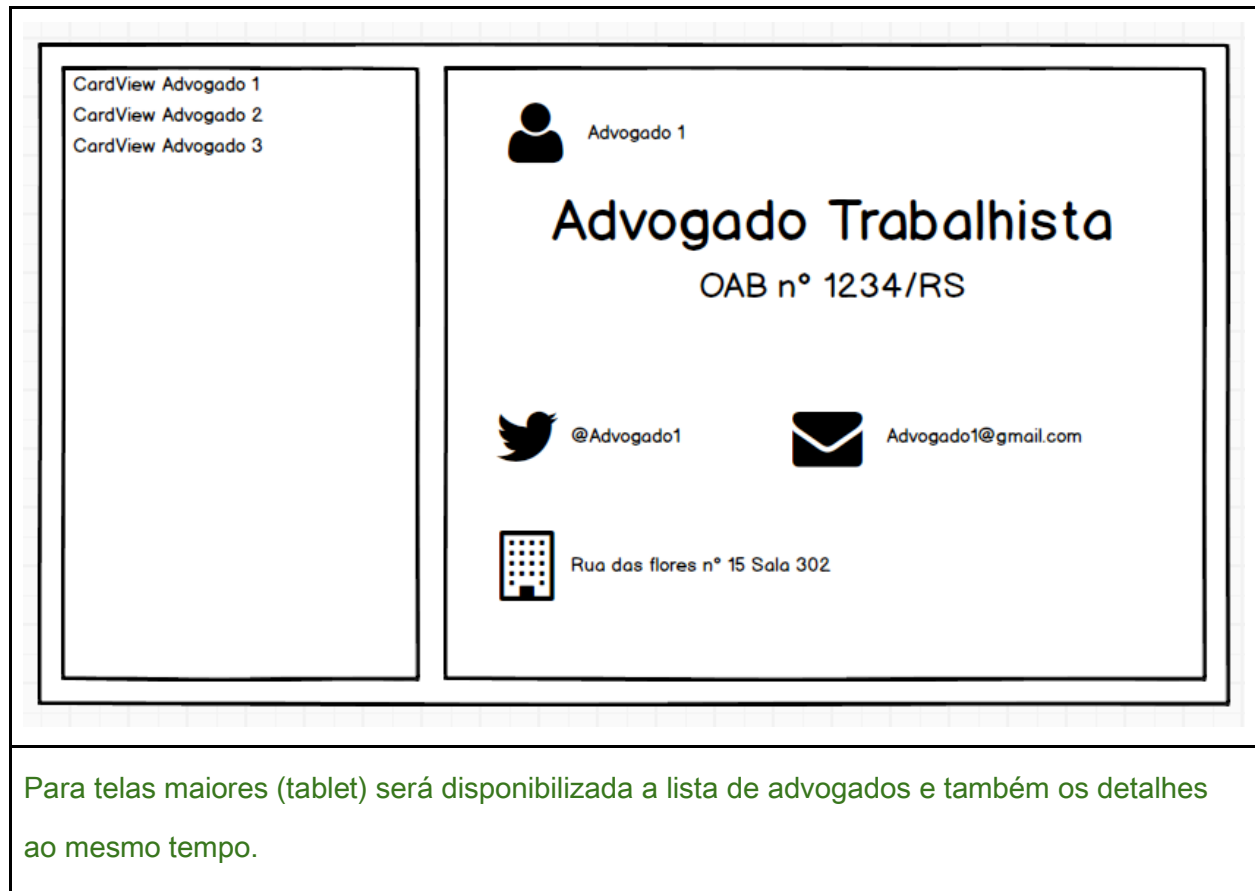 CardView Advogado 1
CardView Advogado 2
CardView Advogado 3
Advogado 1
Advogado Trabalhista
OAB n° 1234/RS
@Advogado1
Advogado1@gmail.com
Rua das flores n° 15 Sala 302
Para telas maiores (tablet) será disponibilizada a lista de advogados e também os detalhes
ao mesmo tempo.